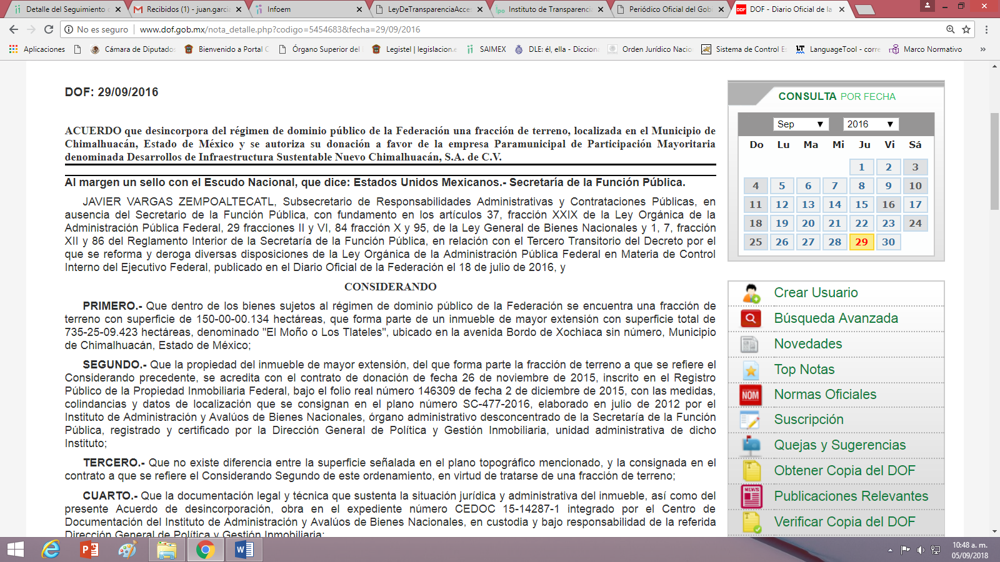 Detalle del Seguimiento d
Recibidos (1) - juan.garcia
Infoem
LeyDeTransparenciaAcces
Instituto de Transparencia
Periódico Oficial del Gob
DOF - Diario Oficial de la
No es seguro
www.dof.gob.mx/nota_detalle.php?codigo=5454683&fecha=29/09/2016
Aplicaciones
Cámara de Diputados
Bienvenido a Portal C
Órgano Superior del
Legistel | legislacion.e
SAIMEX
DLE: él, ella - Diccion
Orden Jurídico Nacio
Sistema de Control E
LanguageTool - corre
Marco Normativo
»
DOF: 29/09/2016
ACUERDO que desincorpora del régimen de dominio público de la Federación una fracción de terreno, localizada en el Municipio de
Chimalhuacán, Estado de México y se autoriza su donación a favor de la empresa Paramunicipal de Participación Mayoritaria
denominada Desarrollos de Infraestructura Sustentable Nuevo Chimalhuacán, S.A. de C.V.
Al margen un sello con el Escudo Nacional, que dice: Estados Unidos Mexicanos.- Secretaría de la Función Pública.
JAVIER VARGAS ZEMPOALTECATL, Subsecretario de Responsabilidades Administrativas y Contrataciones Públicas, en
ausencia del Secretario de la Función Pública, con fundamento en los artículos 37, fracción XXIX de la Ley Orgánica de la
Administración Pública Federal, 29 fracciones II y VI, 84 fracción X y 95, de la Ley General de Bienes Nacionales y 1, 7, fracción
XII y 86 del Reglamento Interior de la Secretaría de la Función Pública, en relación con el Tercero Transitorio del Decreto por el
que se reforma y deroga diversas disposiciones de la Ley Orgánica de la Administración Pública Federal en Materia de Control
Interno del Ejecutivo Federal, publicado en el Diario Oficial de la Federación el 18 de julio de 2016, y
CONSIDERANDO
PRIMERO.- Que dentro de los bienes sujetos al régimen de dominio público de la Federación se encuentra una fracción de
terreno con superficie de 150-00-00.134 hectáreas, que forma parte de un inmueble de mayor extensión con superficie total de
735-25-09.423 hectáreas, denominado "El Moño o Los Tlateles", ubicado en la avenida Bordo de Xochiaca sin número, Municipio
de Chimalhuacán, Estado de México;
SEGUNDO.- Que la propiedad del inmueble de mayor extensión, del que forma parte la fracción de terreno a que se refiere el
Considerando precedente, se acredita con el contrato de donación de fecha 26 de noviembre de 2015, inscrito en el Registro
Público de la Propiedad Inmobiliaria Federal, bajo el folio real número 146309 de fecha 2 de diciembre de 2015, con las medidas,
colindancias y datos de localización que se consignan en el plano número SC-477-2016, elaborado en julio de 2012 por el
Instituto de Administración y Avalúos de Bienes Nacionales, órgano administrativo desconcentrado de la Secretaría de la Función
Pública, registrado y certificado por la Dirección General de Política y Gestión Inmobiliaria, unidad administrativa de dicho
Instituto;
TERCERO.- Que no existe diferencia entre la superficie señalada en el plano topográfico mencionado, y la consignada en el
contrato a que se refiere el Considerando Segundo de este ordenamiento, en virtud de tratarse de una fracción de terreno;
CUARTO.- Que la documentación legal y técnica que sustenta la situación jurídica y administrativa del inmueble, así como del
presente Acuerdo de desincorporación, obra en el expediente número CEDOC 15-14287-1 integrado por el Centro de
Documentación del Instituto de Administración y Avalúos de Bienes Nacionales, en custodia y bajo responsabilidad de la referida
Dirección General de Política y Gestión Inmobiliaria;
CONSULTA POR FECHA
Sep 2016
Do Lu Ma Mi Ju Vi Sá
1 2 3
4 5 6 7 8 9 10
11 12 13 14 15 16 17
18 19 20 21 22 23 24
25 26 27 28 29 30
Crear Usuario
Búsqueda Avanzada
Novedades
Top Notas
NOM Normas Oficiales
Suscripción
Quejas y Sugerencias
Obtener Copia del DOF
NEWS Publicaciones Relevantes
Verificar Copia del DOF
10:48 a. m.
05/09/2018